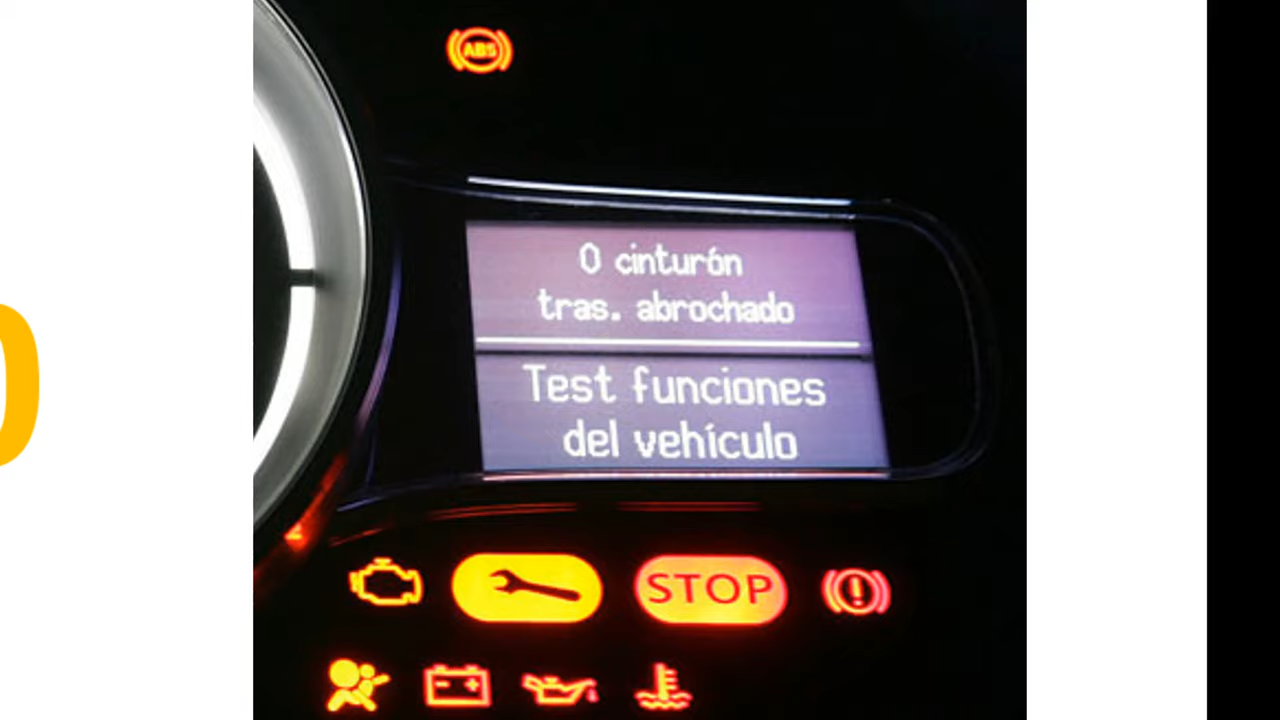 ABS
0 cinturón
tras. abrochado
Test funciones
del vehículo
STOP